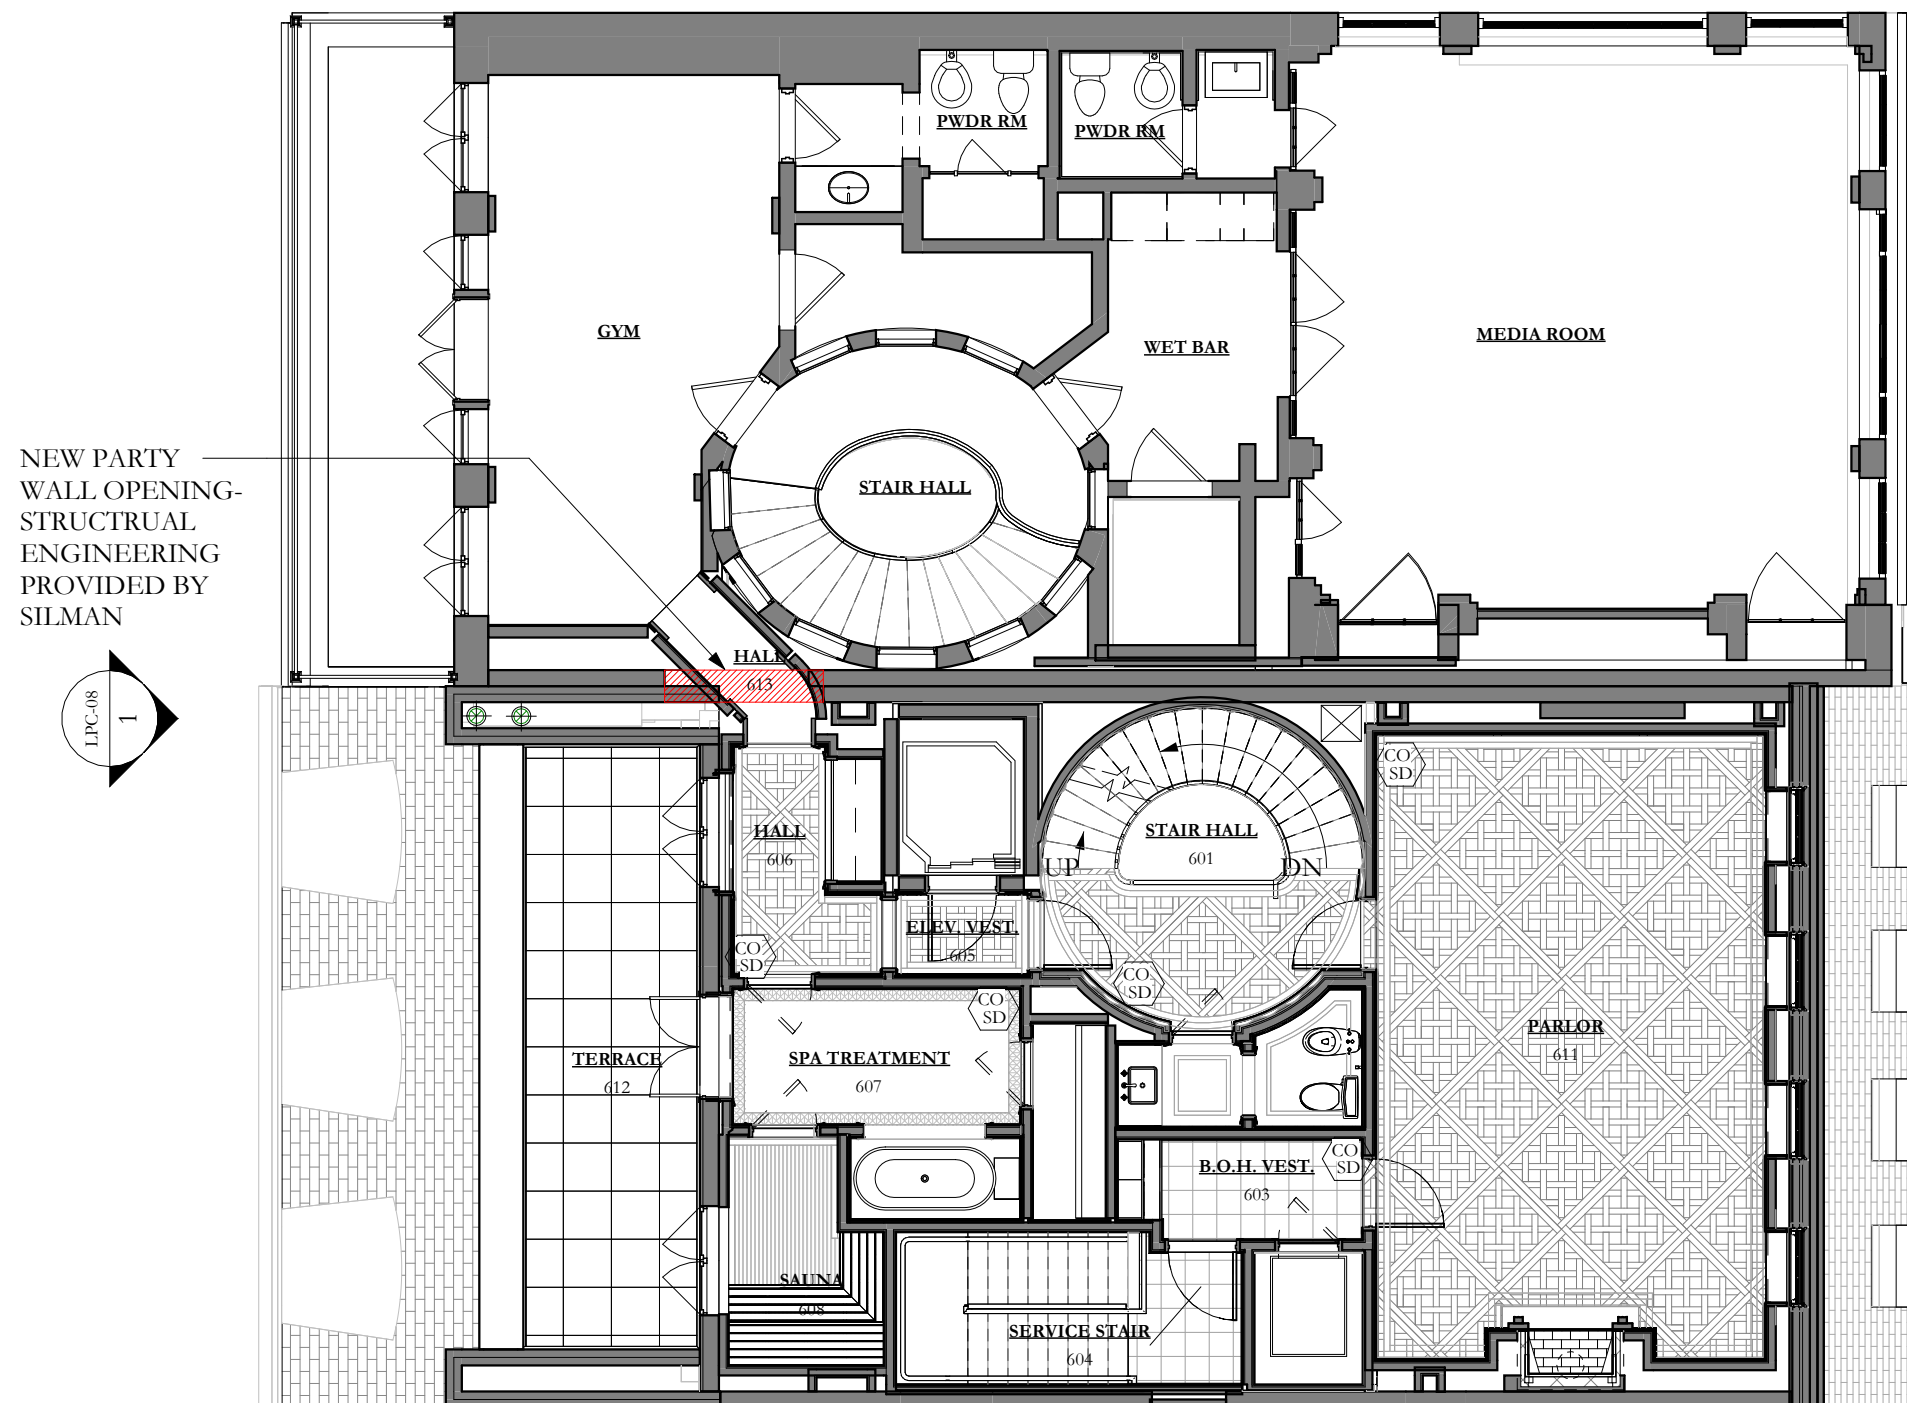 PWDR RM
PWDR RM
GYM
WET BAR
MEDIA ROOM
NEW PARTY
WALL OPENING-
STRUCTRUAL
ENGINEERING
PROVIDED BY
SILMAN
STAIR HALL
HALL
613
LPC-08
1
CO
SD
HALL
606
STAIR HALL
601
UP
DN
ELEV. VEST.
605
CO
SD
CO
SD
CO
SD
TERRACE
612
SPA TREATMENT
607
PARLOR
611
B.O.H. VEST.
603
CO
SD
SAUNA
608
SERVICE STAIR
604